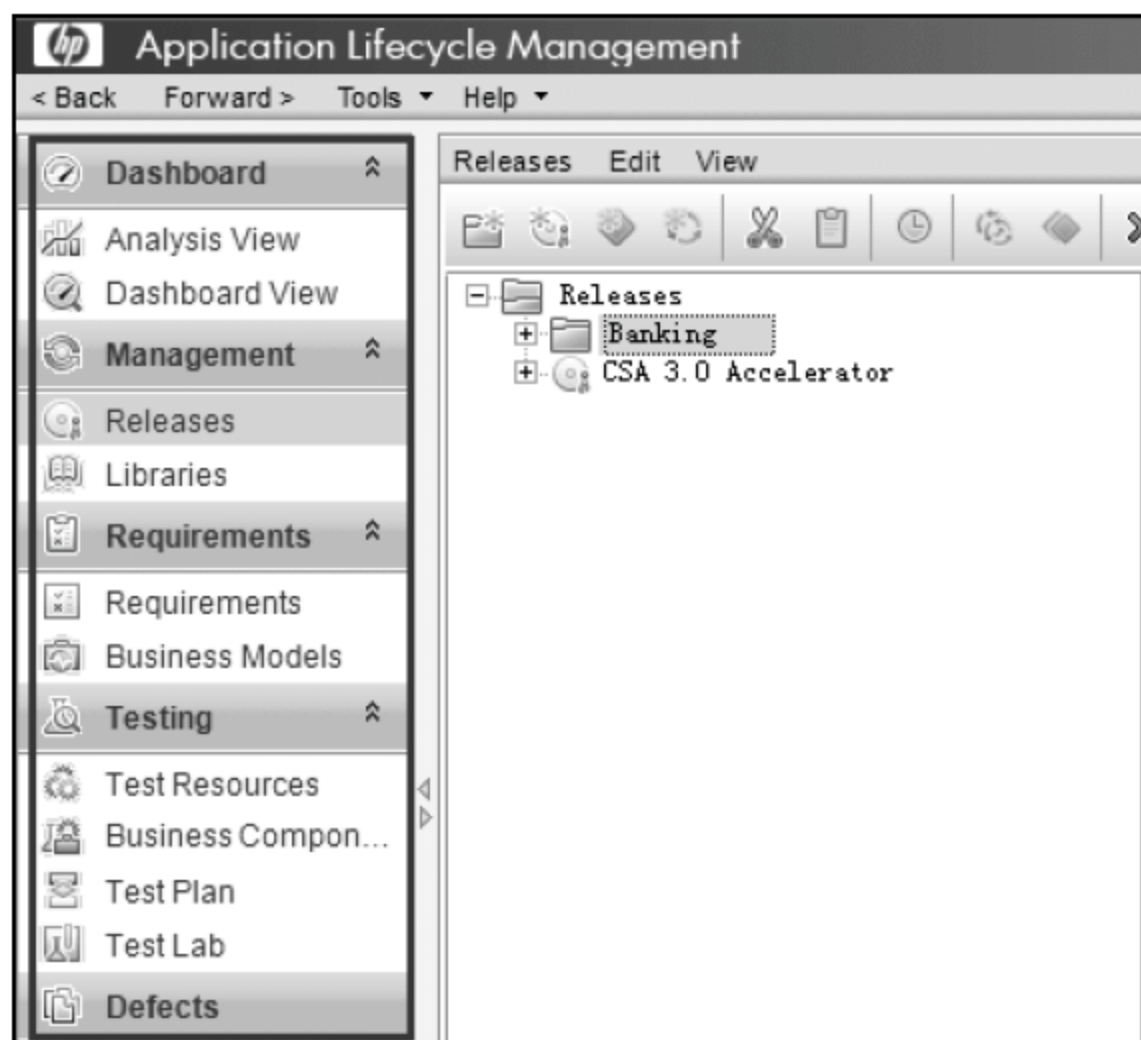 hp Application Lifecycle Management
< Back Forward > Tools Help
Dashboard
Analysis View
Dashboard View
Management
Releases
Libraries
Requirements
Requirements
Business Models
Testing
Test Resources
Business Compon...
Test Plan
Test Lab
Defects
Releases Edit View
Releases
Banking
CSA 3.0 Accelerator